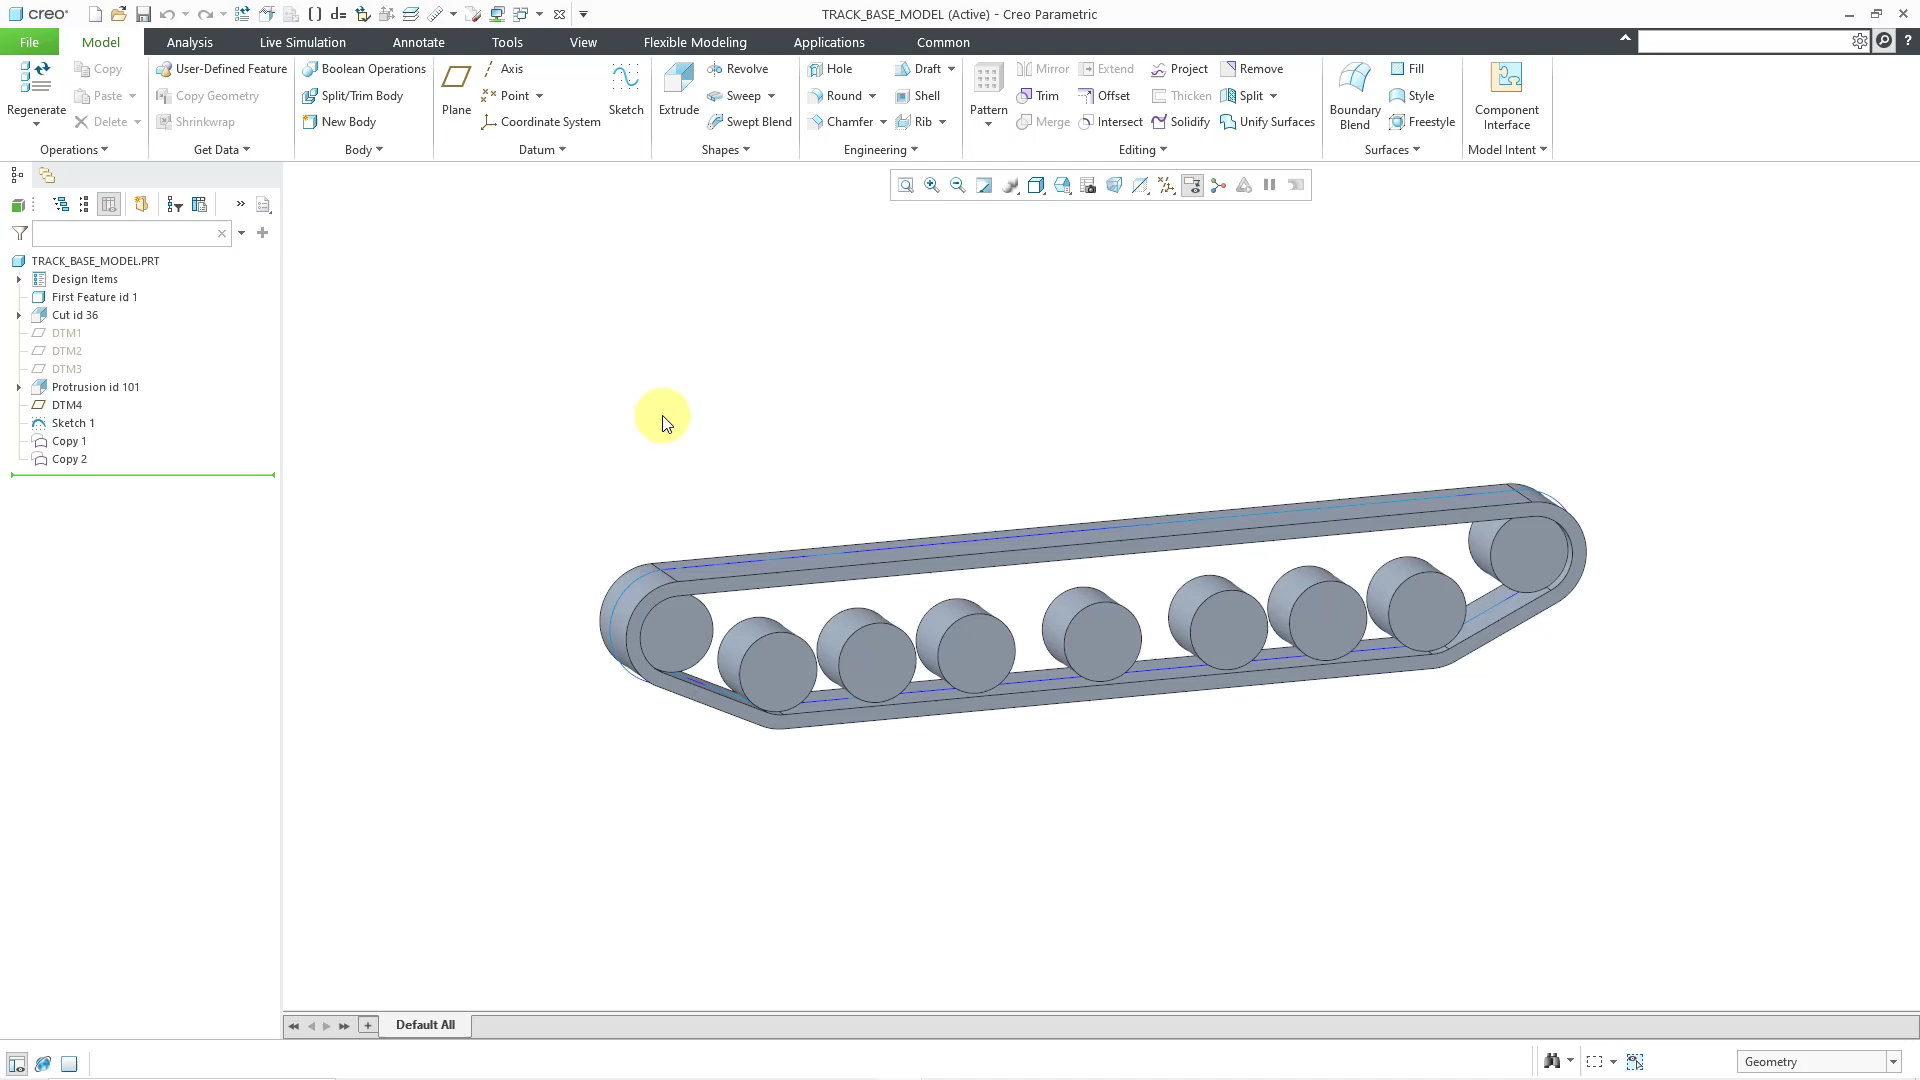 creo
TRACK_BASE_MODEL (Active) - Creo Parametric
File
Model
Analysis
Live Simulation
Annotate
Tools
View
Flexible Modeling
Applications
Common
Regenerate
Copy
Paste
Delete
Operations
User-Defined Feature
Copy Geometry
Shrinkwrap
Get Data
Boolean Operations
Split/Trim Body
New Body
Body
Plane
Axis
Point
Coordinate System
Sketch
Datum
Extrude
Revolve
Sweep
Swept Blend
Shapes
Hole
Round
Chamfer
Draft
Shell
Rib
Engineering
Pattern
Mirror
Trim
Merge
Extend
Offset
Intersect
Project
Thicken
Solidify
Remove
Split
Unify Surfaces
Editing
Boundary
Blend
Fill
Style
Freestyle
Surfaces
Component
Interface
Model Intent
TRACK_BASE_MODEL.PRT
Design Items
First Feature id 1
Cut id 36
DTM1
DTM2
DTM3
Protrusion id 101
DTM4
Sketch 1
Copy 1
Copy 2
Default All
Geometry